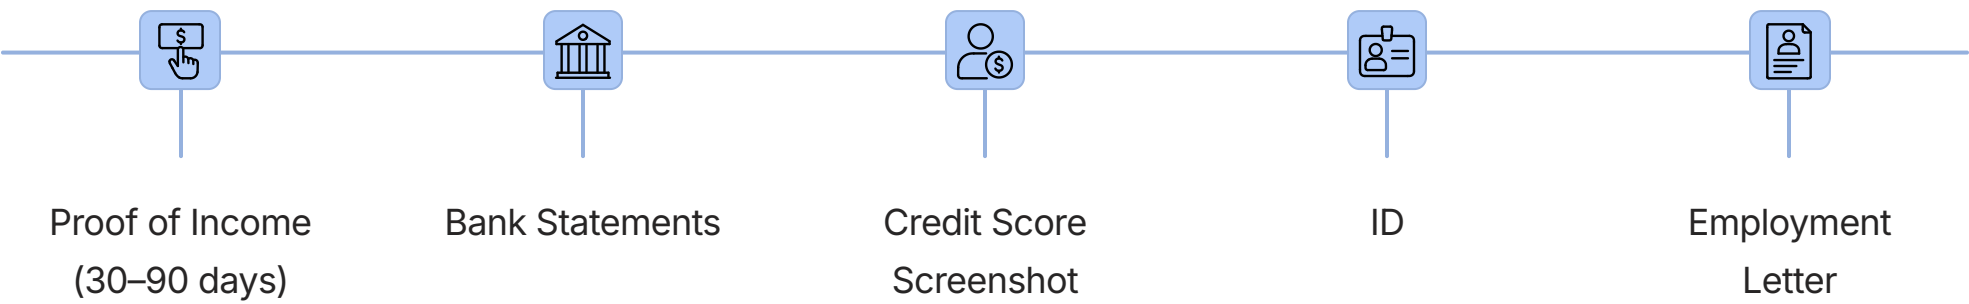 Proof of Income
(30–90 days)
Bank Statements
Credit Score
Screenshot
ID
Employment
Letter